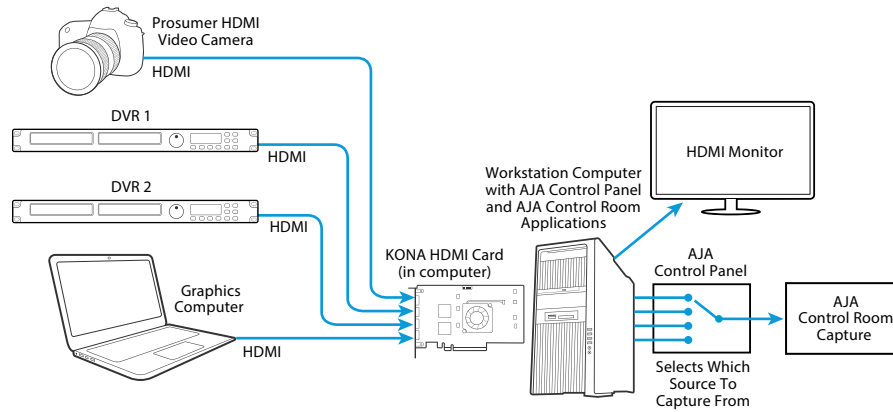 Prosumer HDMI
Video Camera
HDMI
DVR 1
HDMI
DVR 2
HDMI
Graphics
Computer
HDMI
KONA HDMI Card
(in computer)
Workstation Computer
with AJA Control Panel
and AJA Control Room
Applications
HDMI Monitor
AJA
Control Panel
Selects Which
Source To
Capture From
AJA
Control Room
Capture